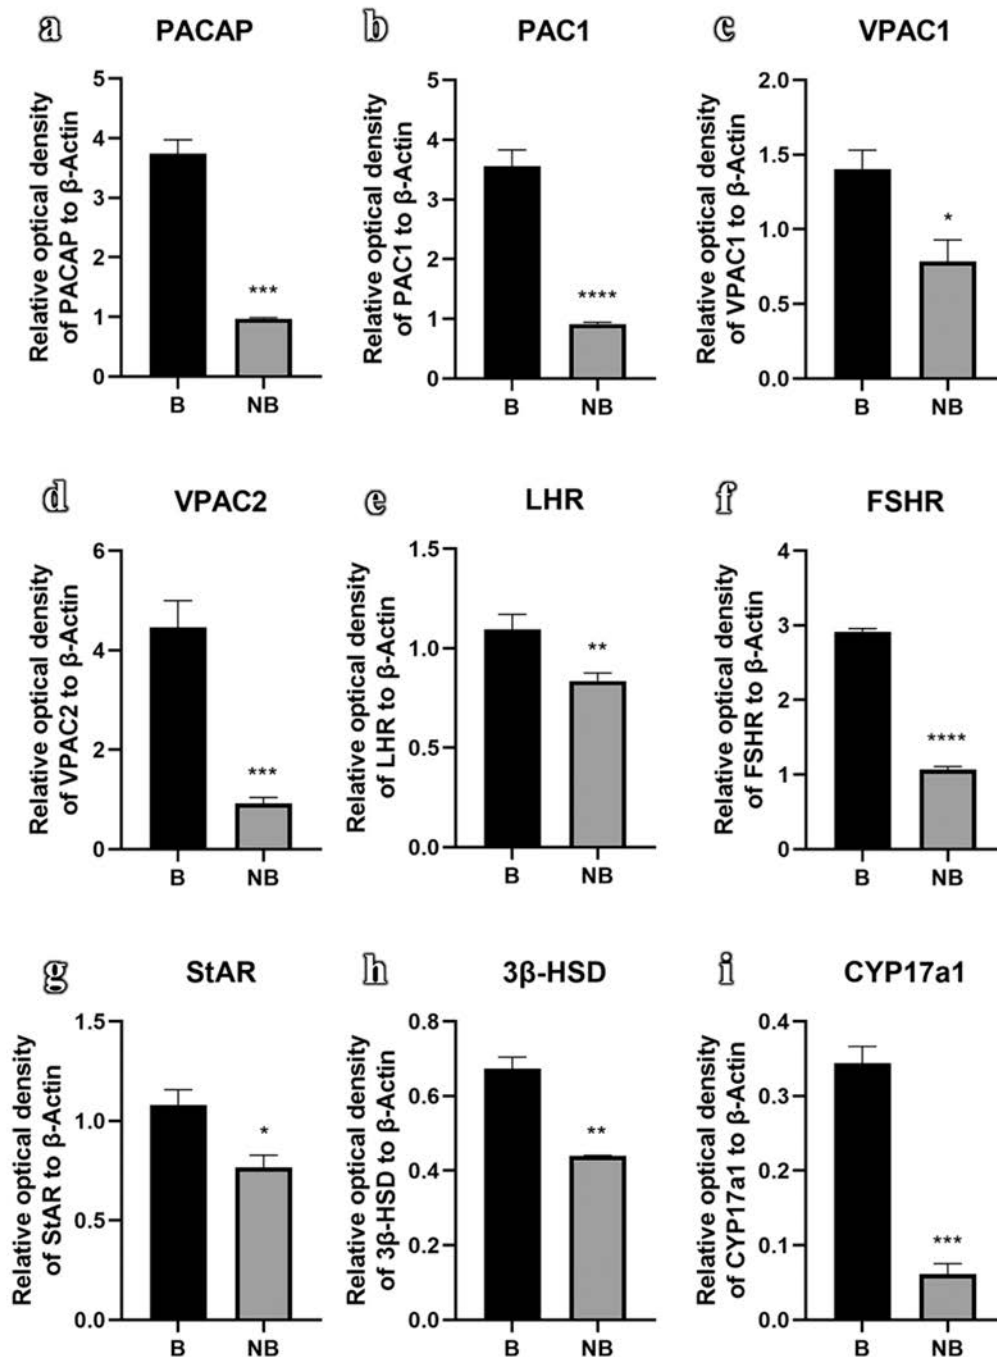 a PACAP
Relative optical density
of PACAP to β-Actin
5
4
3
2
1
0
***
B NB
b PAC1
Relative optical density
of PAC1 to β-Actin
5
4
3
2
1
0
****
B NB
c VPAC1
Relative optical density
of VPAC1 to β-Actin
2.0
1.5
1.0
0.5
0.0
*
B NB
d VPAC2
Relative optical density
of VPAC2 to β-Actin
6
4
2
0
***
B NB
e LHR
Relative optical density
of LHR to β-Actin
1.5
1.0
0.5
0.0
**
B NB
f FSHR
Relative optical density
of FSHR to β-Actin
4
3
2
1
0
****
B NB
g StAR
Relative optical density
of StAR to β-Actin
1.5
1.0
0.5
0.0
*
B NB
h 3β-HSD
Relative optical density
of 3β-HSD to β-Actin
0.8
0.6
0.4
0.2
0.0
**
B NB
i CYP17a1
Relative optical density
of CYP17a1 to β-Actin
0.4
0.3
0.2
0.1
0.0
***
B NB